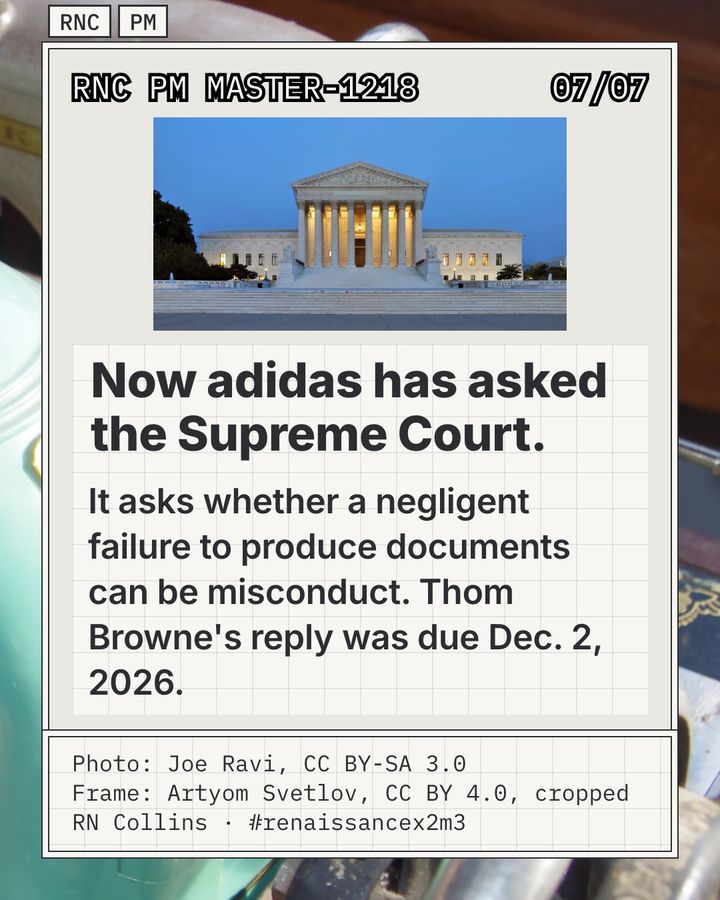 RNC PM
RNC PM MASTER-1218 07/07
Now adidas has asked
the Supreme Court.
It asks whether a negligent
failure to produce documents
can be misconduct. Thom
Browne's reply was due Dec. 2,
2026.
Photo: Joe Ravi, CC BY-SA 3.0
Frame: Artyom Svetlov, CC BY 4.0, cropped
RN Collins · #renaissancex2m3